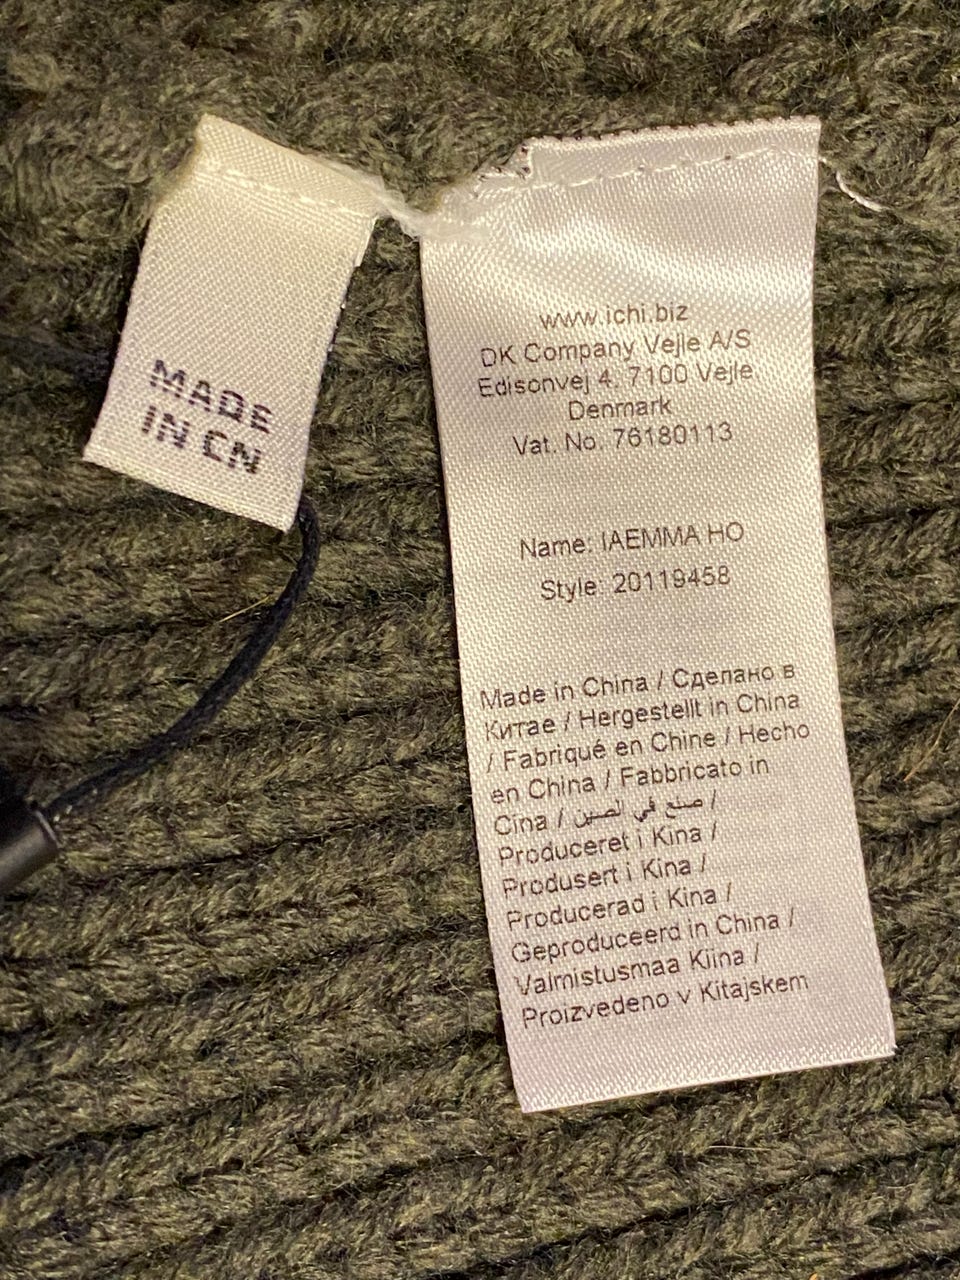 MADE
IN CN
www.ichi.biz
DK Company Vejle A/S
Edisonvej 4. 7100 Vejle
Denmark
Vat. No. 76180113
Name: IAEMMA HO
Style: 20119458
Made in China / Сделано в
Китае / Hergestellt in China
/ Fabriqué en Chine / Hecho
en China / Fabbricato in
Cina / صنع في الصين /
Produceret i Kina /
Produsert i Kina /
Producerad i Kina /
Geproduceerd in China /
Valmistusmaa Kiina /
Proizvedeno v Kitajskem